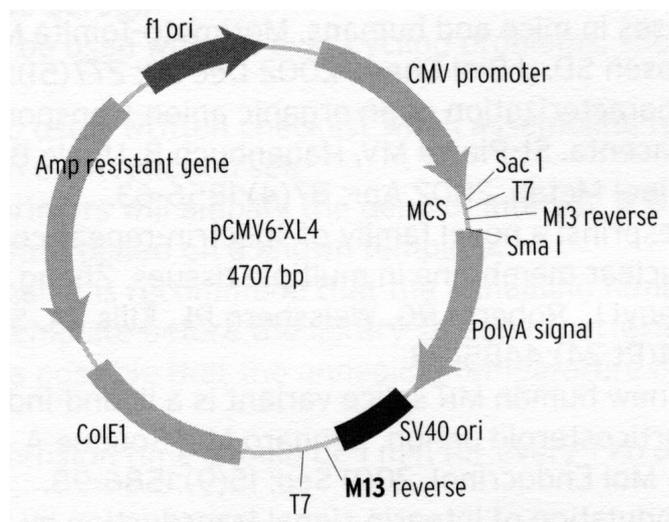 f1 ori
CMV promoter
Sac 1
T7
M13 reverse
Sma I
MCS
Amp resistant gene
pCMV6-XL4
4707 bp
PolyA signal
SV40 ori
ColE1
T7
M13 reverse